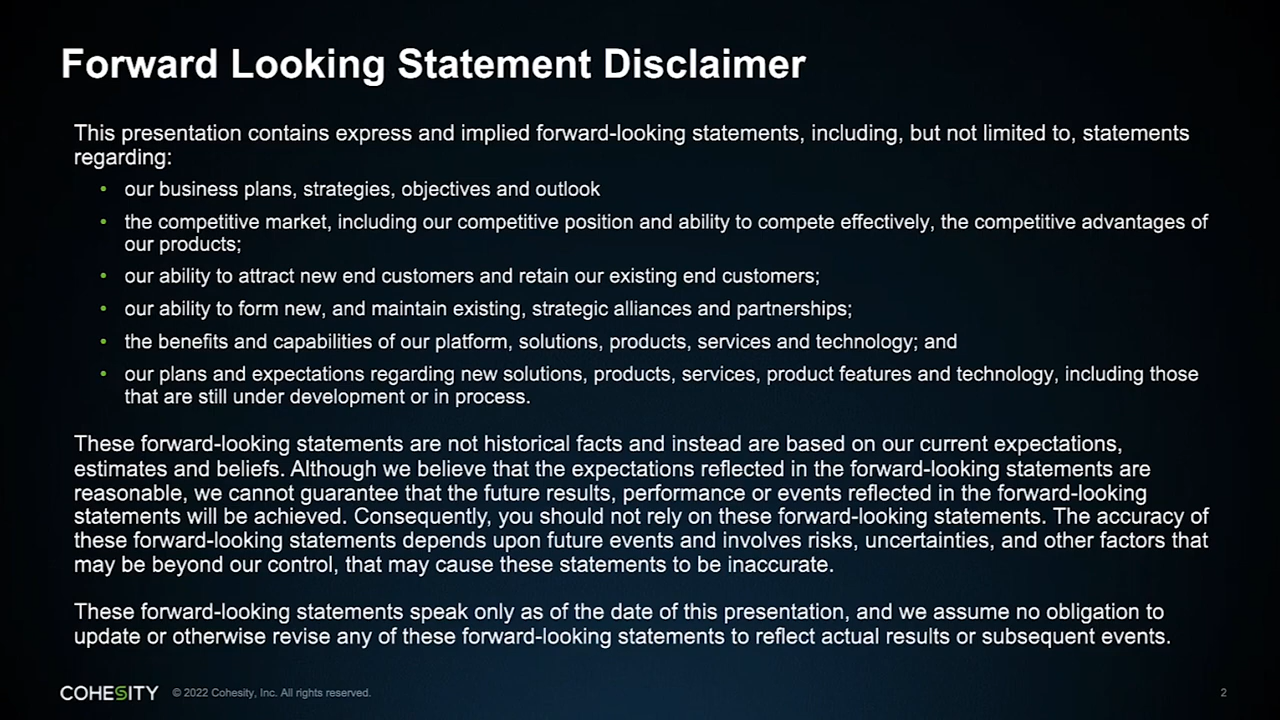 Forward Looking Statement Disclaimer
This presentation contains express and implied forward-looking statements, including, but not limited to, statements
regarding:
• our business plans, strategies, objectives and outlook
• the competitive market, including our competitive position and ability to compete effectively, the competitive advantages of
our products;
• our ability to attract new end customers and retain our existing end customers;
• our ability to form new, and maintain existing, strategic alliances and partnerships;
• the benefits and capabilities of our platform, solutions, products, services and technology; and
• our plans and expectations regarding new solutions, products, services, product features and technology, including those
that are still under development or in process.
These forward-looking statements are not historical facts and instead are based on our current expectations,
estimates and beliefs. Although we believe that the expectations reflected in the forward-looking statements are
reasonable, we cannot guarantee that the future results, performance or events reflected in the forward-looking
statements will be achieved. Consequently, you should not rely on these forward-looking statements. The accuracy of
these forward-looking statements depends upon future events and involves risks, uncertainties, and other factors that
may be beyond our control, that may cause these statements to be inaccurate.
These forward-looking statements speak only as of the date of this presentation, and we assume no obligation to
update or otherwise revise any of these forward-looking statements to reflect actual results or subsequent events.
COHESITY © 2022 Cohesity, Inc. All rights reserved. 2